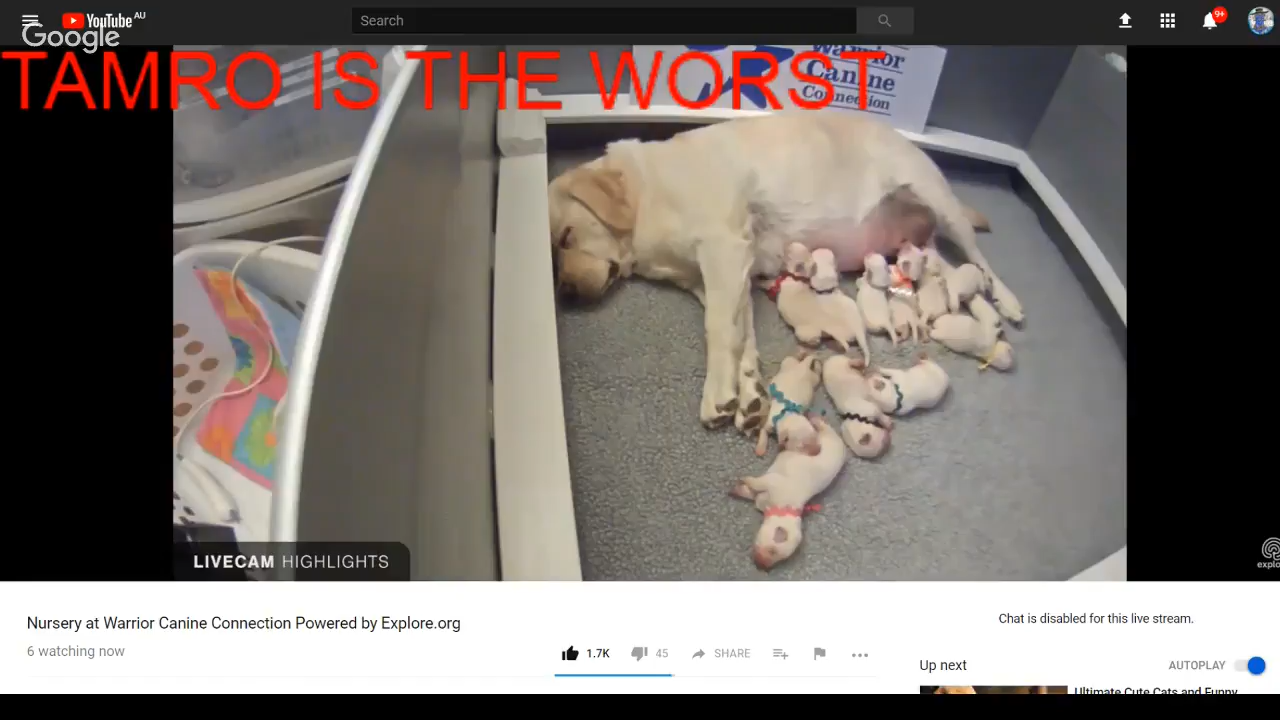 YouTube AU
Search
9+
Google
TAMRO IS THE WORST
Warrior
Canine
Connection
LIVECAM HIGHLIGHTS
explo
Nursery at Warrior Canine Connection Powered by Explore.org
6 watching now
1.7K
45
SHARE
Chat is disabled for this live stream.
Up next
AUTOPLAY
Ultimate Cute Cats and Funny